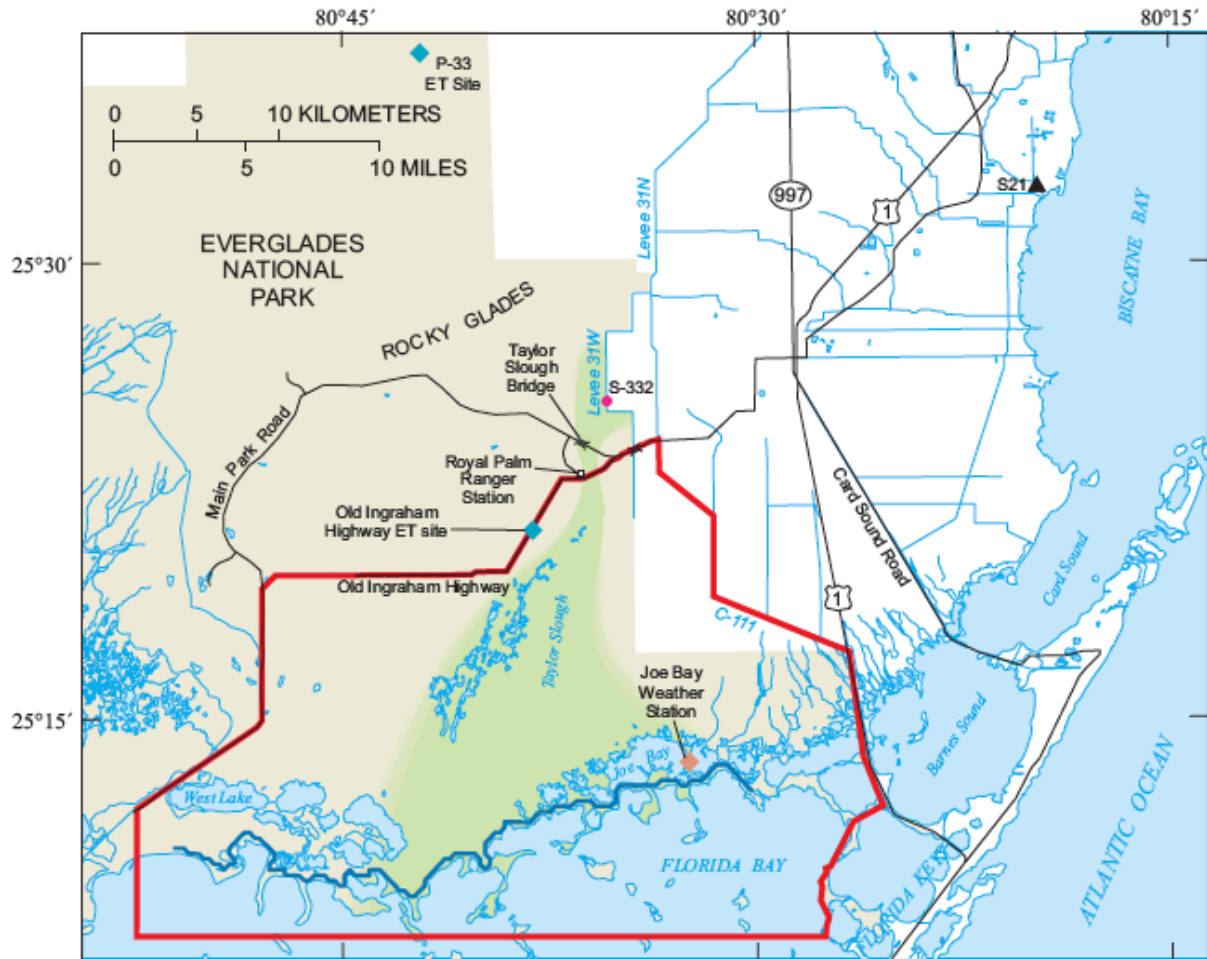 80°45´
80°30´
80°15´
P-33
ET Site
0 5 10 KILOMETERS
0 5 10 MILES
Levee 31N
997
1
S21
BISCAYNE BAY
25°30´
EVERGLADES
NATIONAL
PARK
ROCKY GLADES
Taylor
Slough
Bridge
Levee 31W
S-332
Main Park Road
Royal Palm
Ranger
Station
Old Ingraham
Highway ET site
Card Sound Road
Card Sound
Old Ingraham Highway
1
C-111
Taylor Slough
Joe Bay
Weather
Station
25°15´
Barnes Sound
Joe Bay
West Lake
ATLANTIC OCEAN
FLORIDA BAY
FLORIDA KEYS